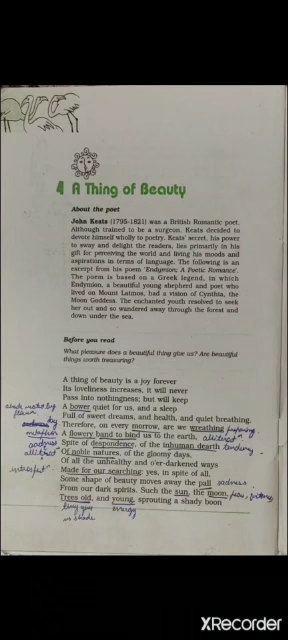 4 A Thing of Beauty
About the poet
John Keats (1795-1821) was a British Romantic poet.
Although trained to be a surgeon, Keats decided to
devote himself wholly to poetry. Keats' secret, his power
to sway and delight the readers, lies primarily in his
gift for perceiving the world and living his moods and
aspirations in terms of language. The following is an
excerpt from his poem 'Endymion; A Poetic Romance'.
The poem is based on a Greek legend, in which
Endymion, a beautiful young shepherd and poet who
lived on Mount Latmos, had a vision of Cynthia, the
Moon Goddess. The enchanted youth resolved to seek
her out and so wandered away through the forest and
down under the sea.
Before you read
What pleasure does a beautiful thing give us? Are beautiful
things worth treasuring?
A thing of beauty is a joy forever
Its loveliness increases, it will never
Pass into nothingness; but will keep
A bower quiet for us, and a sleep
Full of sweet dreams, and health, and quiet breathing.
Therefore, on every morrow, are we wreathing
metaphor A flowery band to bind us to the earth,
sadness Spite of despondence, of the inhuman dearth
Of noble natures, of the gloomy days,
Of all the unhealthy and o'er-darkened ways
Made for our searching: yes, in spite of all,
Some shape of beauty moves away the pall sadness
From our dark spirits. Such the sun, the moon,
Trees old, and young, sprouting a shady boon
energy
us shade
XRecorder